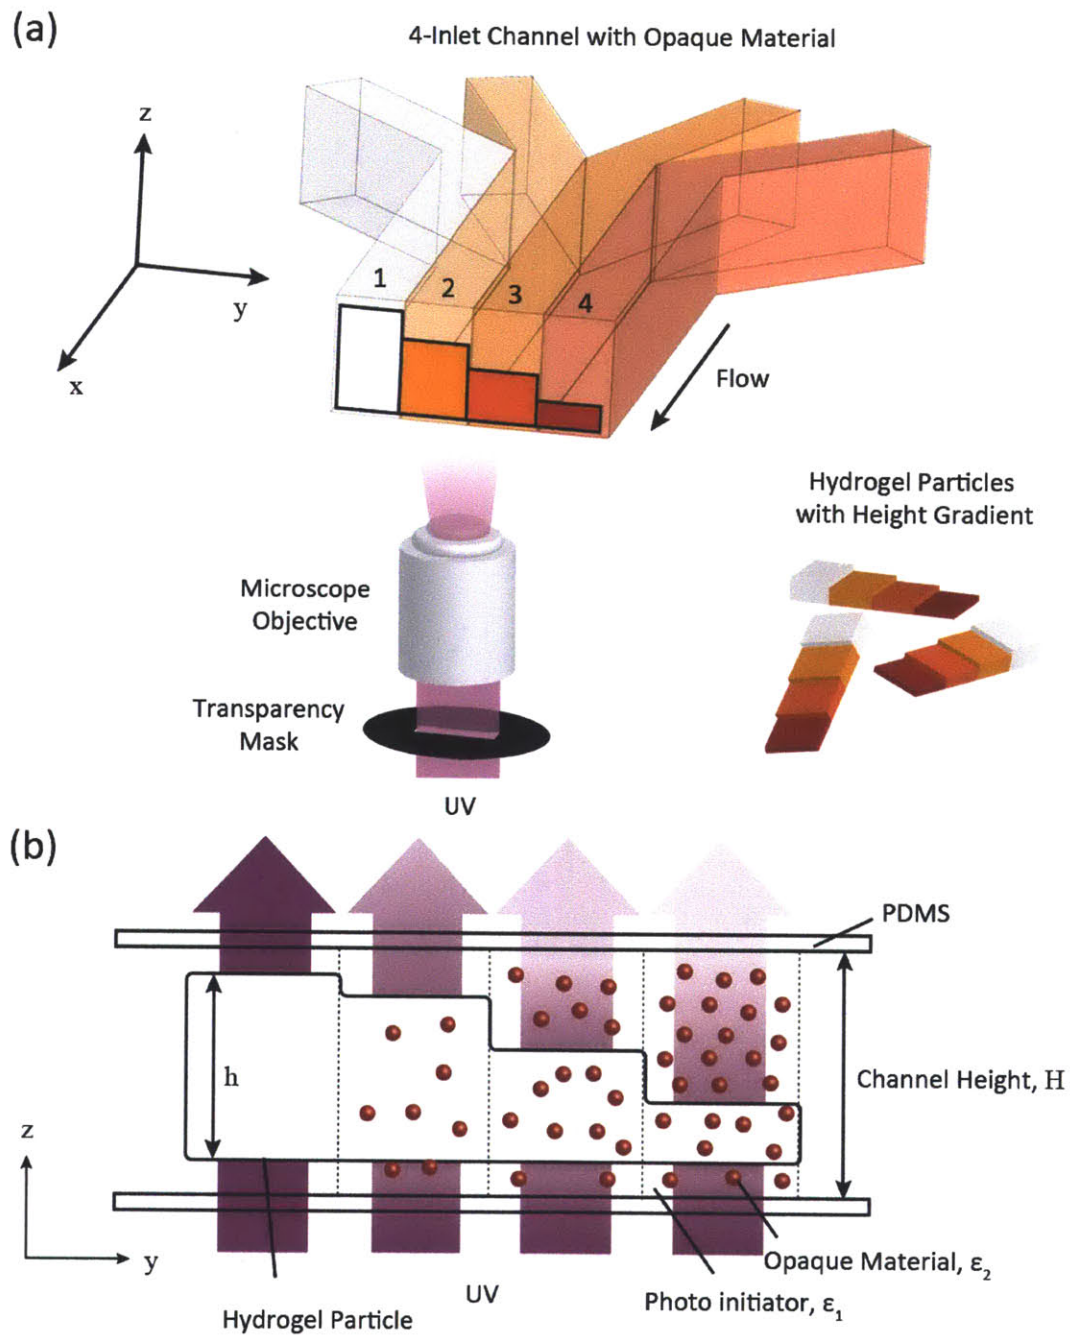 (a)
4-Inlet Channel with Opaque Material
z
y
x
1
2
3
4
Flow
Hydrogel Particles
with Height Gradient
Microscope
Objective
Transparency
Mask
UV
(b)
PDMS
h
Channel Height, H
z
y
Opaque Material, ε₂
UV
Photo initiator, ε₁
Hydrogel Particle